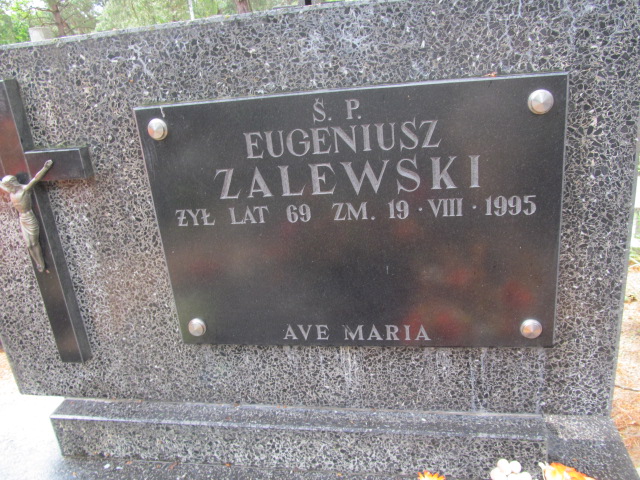 Ś. P.
EUGENIUSZ
ZALEWSKI
ŻYŁ LAT 69 ZM. 19 · VIII · 1995
AVE MARIA